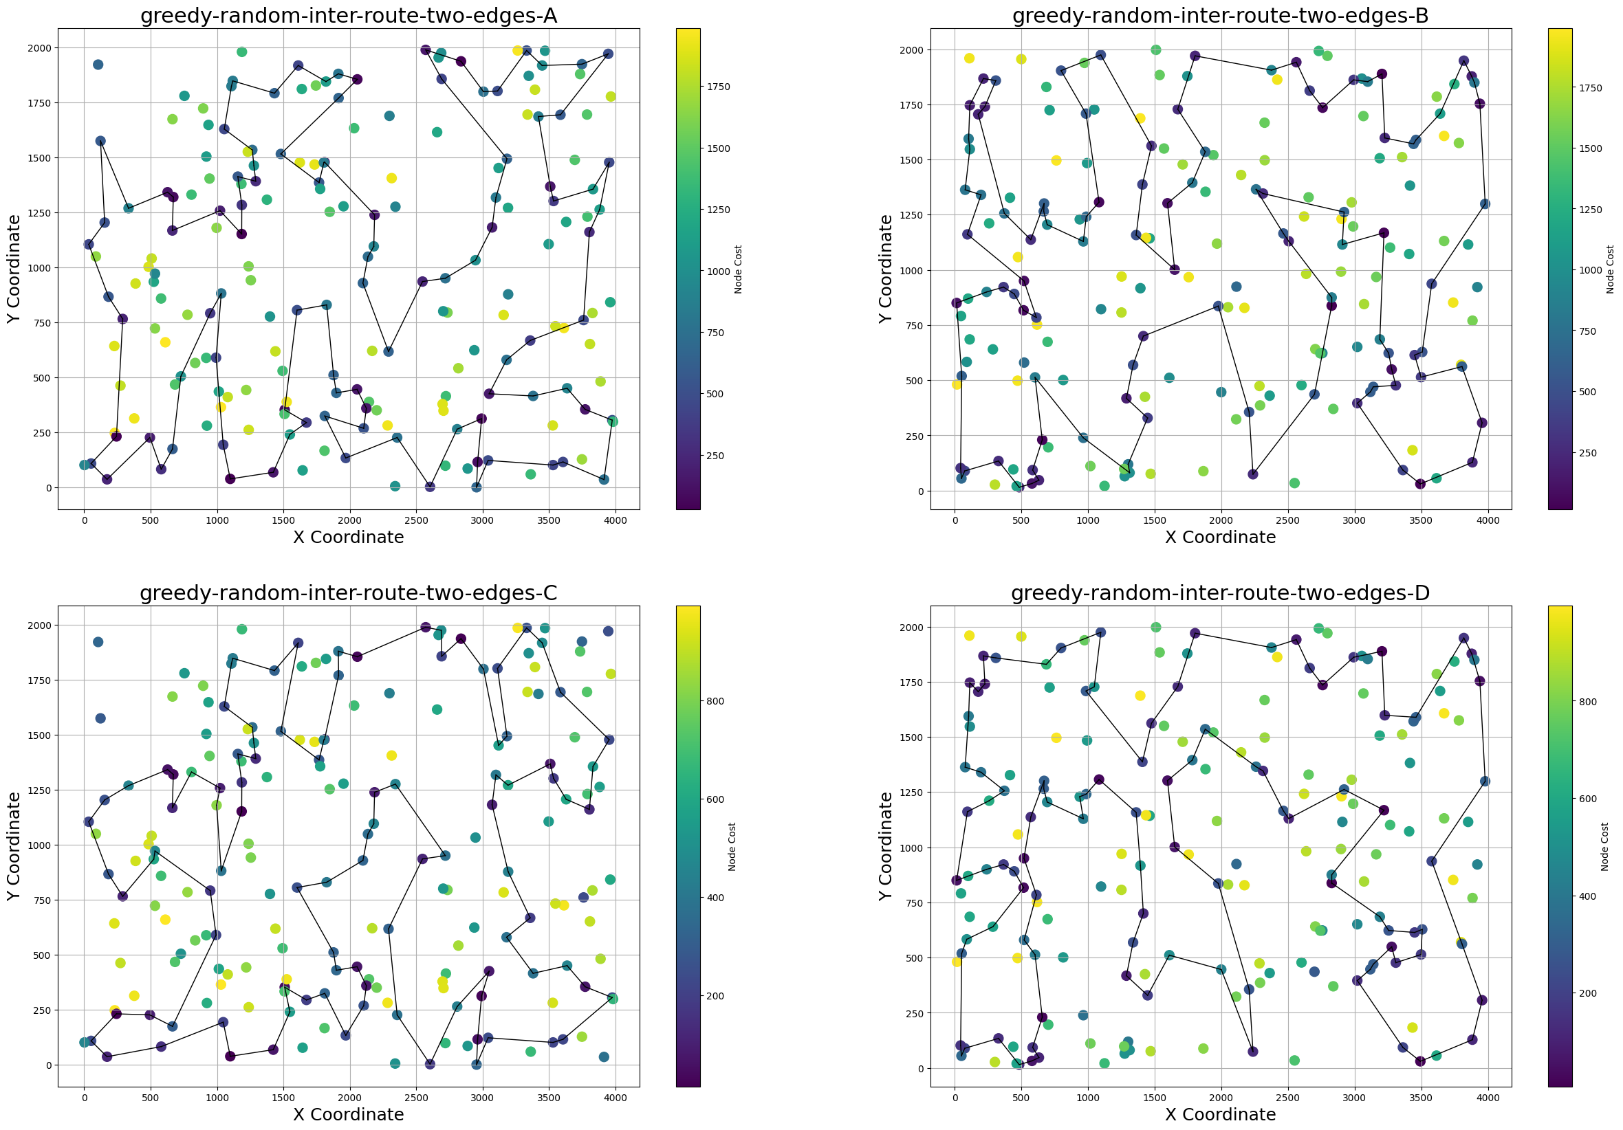 greedy-random-inter-route-two-edges-A
2000
1750
1500
1250
1000
750
500
250
0
Y Coordinate
0 500 1000 1500 2000 2500 3000 3500 4000
X Coordinate
1750
1500
1250
1000
750
500
250
Node Cost
greedy-random-inter-route-two-edges-B
2000
1750
1500
1250
1000
750
500
250
0
Y Coordinate
0 500 1000 1500 2000 2500 3000 3500 4000
X Coordinate
1750
1500
1250
1000
750
500
250
Node Cost
greedy-random-inter-route-two-edges-C
2000
1750
1500
1250
1000
750
500
250
0
Y Coordinate
0 500 1000 1500 2000 2500 3000 3500 4000
X Coordinate
800
600
400
200
Node Cost
greedy-random-inter-route-two-edges-D
2000
1750
1500
1250
1000
750
500
250
0
Y Coordinate
0 500 1000 1500 2000 2500 3000 3500 4000
X Coordinate
800
600
400
200
Node Cost